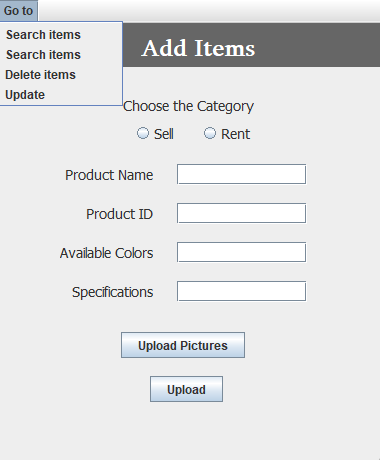 Go to
Search items
Search items
Delete items
Update
Add Items
Choose the Category
Sell Rent
Product Name
Product ID
Available Colors
Specifications
Upload Pictures
Upload